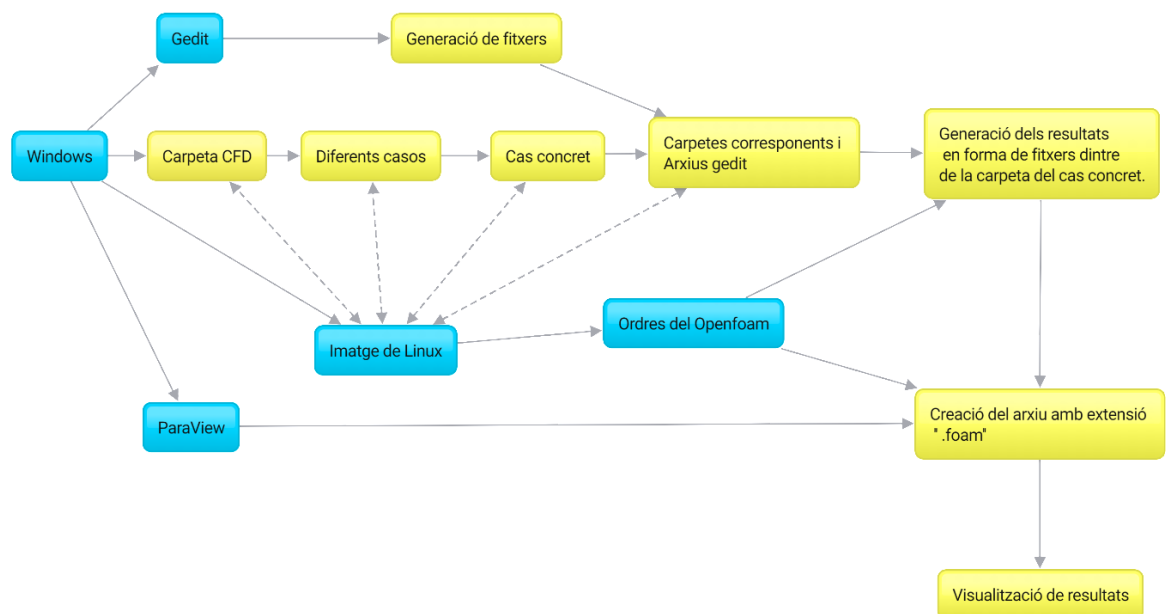 Gedit
Generació de fitxers
Windows
Carpeta CFD
Diferents casos
Cas concret
Carpetes corresponents i
Arxius gedit
Generació dels resultats
en forma de fitxers dintre
de la carpeta del cas concret.
Imatge de Linux
Ordres del Openfoam
ParaView
Creació del arxiu amb extensió
" .foam"
Visualització de resultats